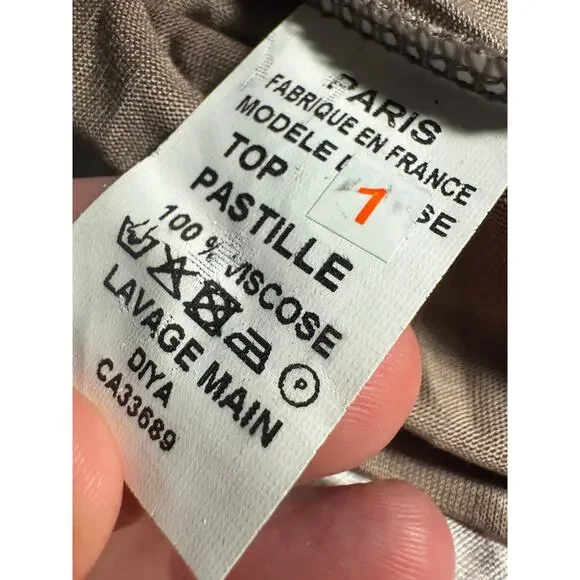 PARIS
FABRIQUE EN FRANCE
MODELE
TOP
1
PASTILLE
100 % VISCOSE
P
LAVAGE MAIN
DIYA
CA33689